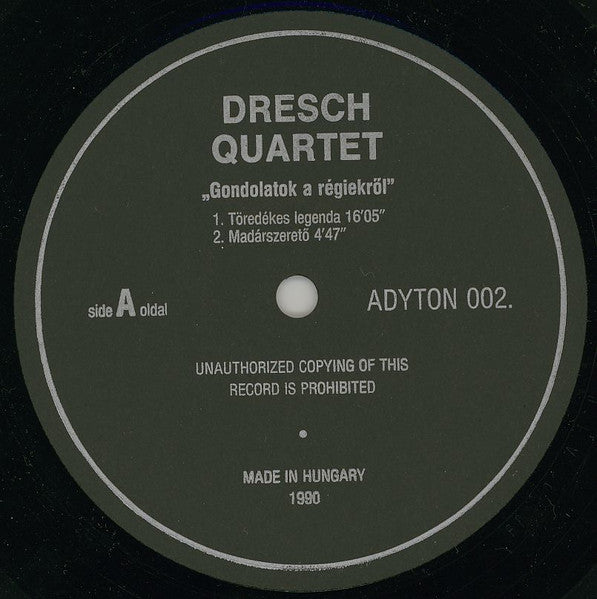 DRESCH
QUARTET
„Gondolatok a régiekről”
1. Töredékes legenda 16'05"
2. Madárszerető 4'47"
side A oldal
ADYTON 002.
UNAUTHORIZED COPYING OF THIS
RECORD IS PROHIBITED
MADE IN HUNGARY
1990